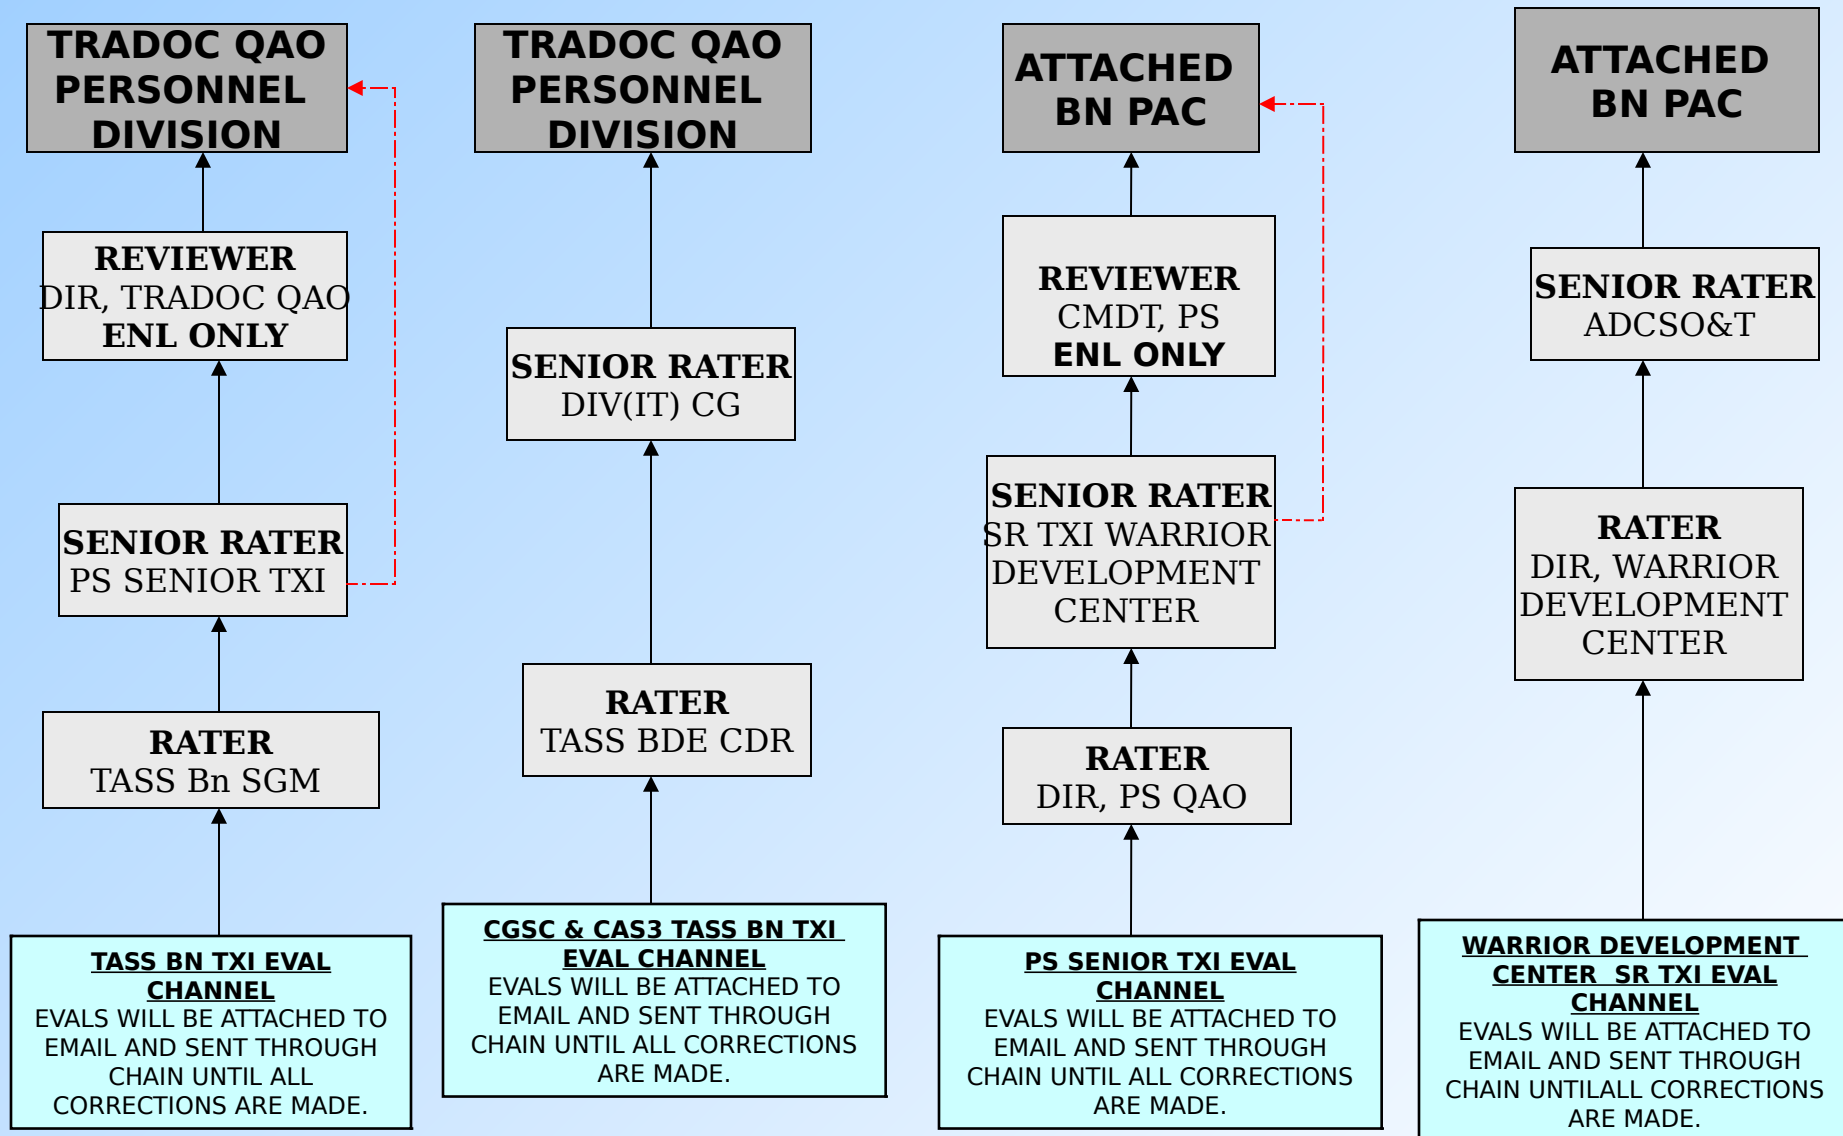 TRADOC QAO
PERSONNEL
DIVISION
REVIEWER
DIR, TRADOC QAO
ENL ONLY
SENIOR RATER
PS SENIOR TXI
RATER
TASS Bn SGM
TASS BN TXI EVAL
CHANNEL
EVALS WILL BE ATTACHED TO
EMAIL AND SENT THROUGH
CHAIN UNTIL ALL
CORRECTIONS ARE MADE.
TRADOC QAO
PERSONNEL
DIVISION
SENIOR RATER
DIV(IT) CG
RATER
TASS BDE CDR
CGSC & CAS3 TASS BN TXI
EVAL CHANNEL
EVALS WILL BE ATTACHED TO
EMAIL AND SENT THROUGH
CHAIN UNTIL ALL CORRECTIONS
ARE MADE.
ATTACHED
BN PAC
REVIEWER
CMDT, PS
ENL ONLY
SENIOR RATER
SR TXI WARRIOR
DEVELOPMENT
CENTER
RATER
DIR, PS QAO
PS SENIOR TXI EVAL
CHANNEL
EVALS WILL BE ATTACHED TO
EMAIL AND SENT THROUGH
CHAIN UNTIL ALL CORRECTIONS
ARE MADE.
ATTACHED
BN PAC
SENIOR RATER
ADCSO&T
RATER
DIR, WARRIOR
DEVELOPMENT
CENTER
WARRIOR DEVELOPMENT
CENTER  SR TXI EVAL
CHANNEL
EVALS WILL BE ATTACHED TO
EMAIL AND SENT THROUGH
CHAIN UNTILALL CORRECTIONS
ARE MADE.